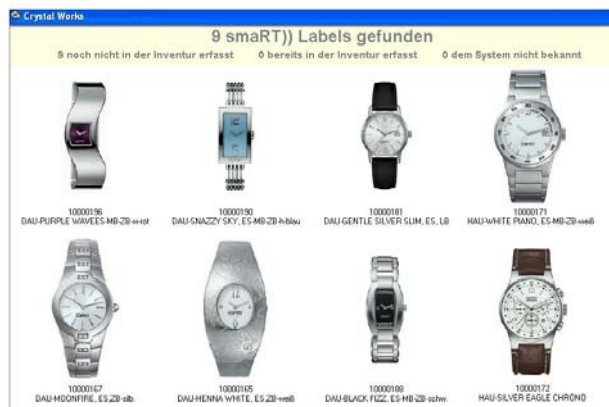 Crystal Works
9 smaRT)) Labels gefunden
9 noch nicht in der Inventur erfasst 0 bereits in der Inventur erfasst 0 dem System nicht bekannt
10000196
DAU-PURPLE WAVEES-MB-ZB-w-rot
10000190
DAU-SNAZZY SKY, ES-MB-ZB-h-blau
10000181
DAU-GENTLE SILVER SLIM, ES, LB
10000171
HAU-WHITE PIANO, ES-MB-ZB-weiß
10000167
DAU-MOONFIRE, ES,ZB-silb.
10000165
DAU-HENNA WHITE, ES,ZB-weiß
10000188
DAU-BLACK FIZZ, ES-MB-ZB-schw.
10000172
HAU-SILVER EAGLE CHRONO